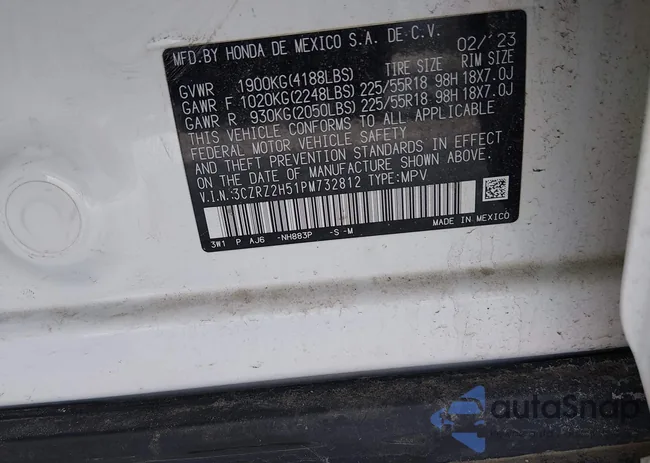 MFD.BY HONDA DE MEXICO S.A. DE C.V. 02/'23
GVWR 1900KG(4188LBS) TIRE SIZE RIM SIZE
GAWR F 1020KG(2248LBS) 225/55R18 98H 18X7.0J
GAWR R 930KG(2050LBS) 225/55R18 98H 18X7.0J
THIS VEHICLE CONFORMS TO ALL APPLICABLE
FEDERAL MOTOR VEHICLE SAFETY
AND THEFT PREVENTION STANDARDS IN EFFECT
ON THE DATE OF MANUFACTURE SHOWN ABOVE.
V.I.N.:3CZRZ2H51PM732812 TYPE:MPV
3W1 P AJ6 -NH883P -S -M MADE IN MEXICO
autoSnap